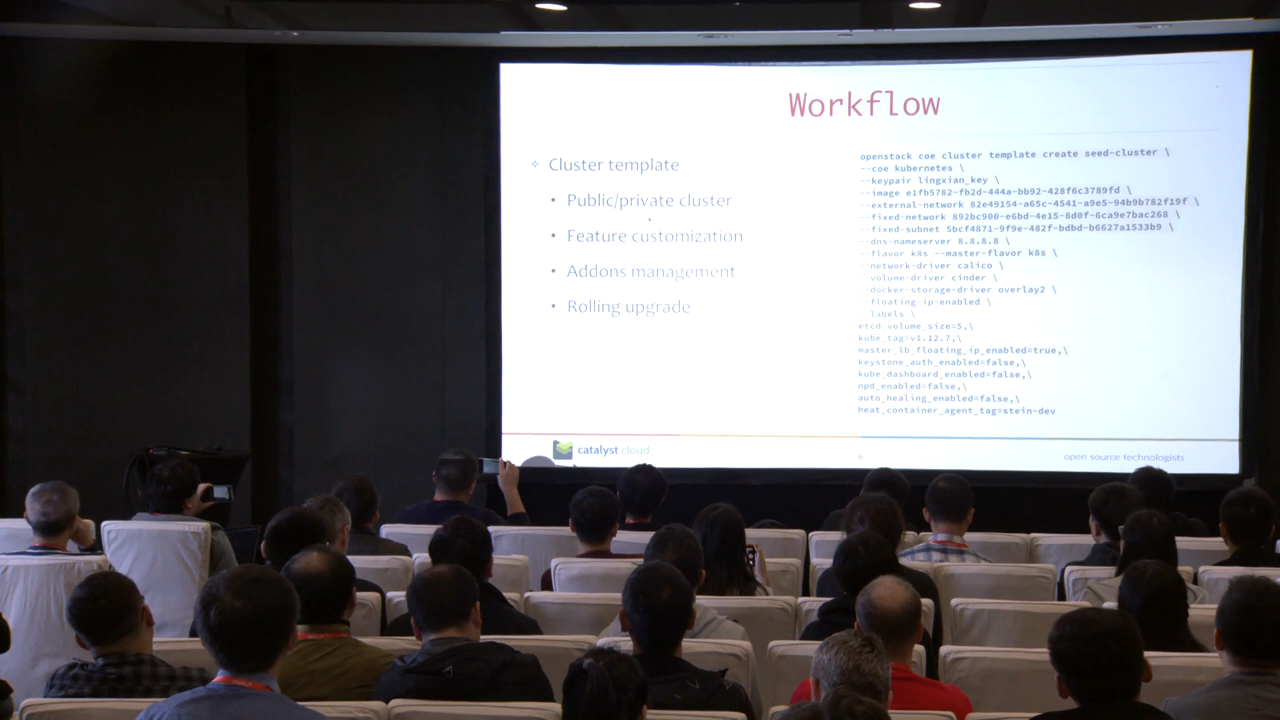 Workflow
Cluster template
Public/private cluster
Feature customization
Addons management
Rolling upgrade
openstack coe cluster template create seed-cluster \
--coe kubernetes \
--keypair lingxian_key \
--image e1fb5782-fb2d-444a-bb92-428f6c3789fd \
--external-network 82e49154-a65c-4541-a9e5-94b9b782f19f \
--fixed-network 892bc900-e6bd-4e15-8d0f-6ca9e7bac268 \
--fixed-subnet 5bcf4871-9f9e-482f-bdbd-b6627a1533b9 \
--dns-nameserver 8.8.8.8 \
--flavor k8s --master-flavor k8s \
--network-driver calico \
--volume-driver cinder \
--docker-storage-driver overlay2 \
--floating-ip-enabled \
--labels \
etcd_volume_size=5,\
kube_tag=v1.12.7,\
master_lb_floating_ip_enabled=true,\
keystone_auth_enabled=false,\
kube_dashboard_enabled=false,\
npd_enabled=false,\
auto_healing_enabled=false,\
heat_container_agent_tag=stein-dev
catalyst cloud
6
open source technologists